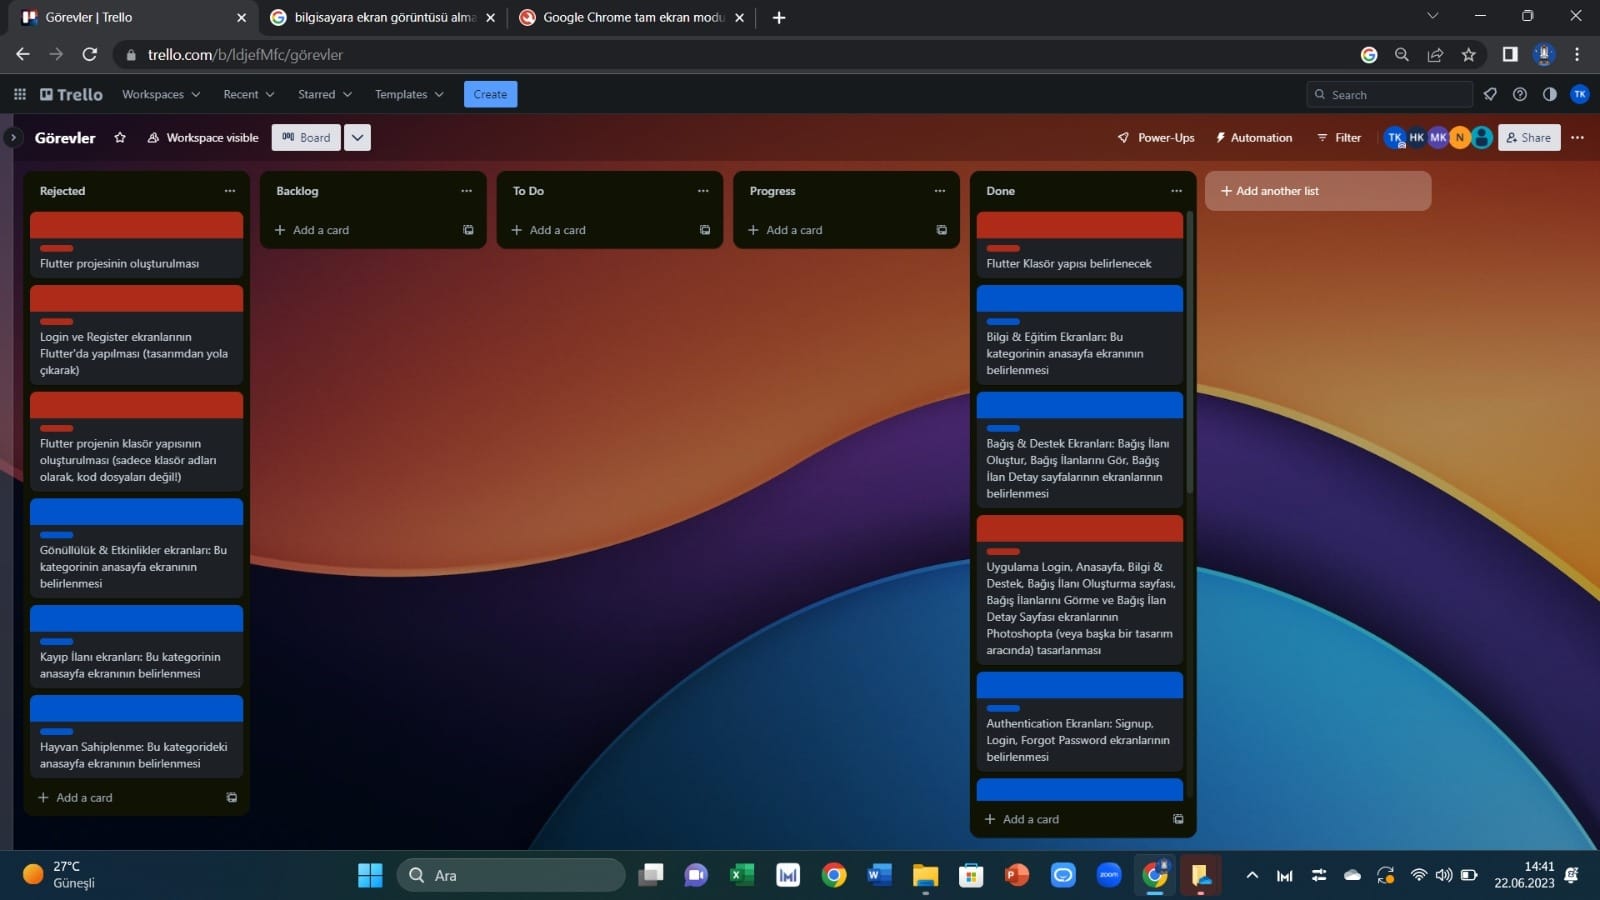 Görevler | Trello
bilgisayara ekran görüntüsü alma
Google Chrome tam ekran modu
trello.com/b/ldjefMfc/görevler
Trello
Workspaces
Recent
Starred
Templates
Create
Search
TK
Görevler
Workspace visible
Board
Power-Ups
Automation
Filter
TK
HK
MK
N
Share
Rejected
Flutter projesinin oluşturulması
Login ve Register ekranlarının
Flutter'da yapılması (tasarımdan yola
çıkarak)
Flutter projenin klasör yapısının
oluşturulması (sadece klasör adları
olarak, kod dosyaları değil!)
Gönüllülük & Etkinlikler ekranları: Bu
kategorinin anasayfa ekranının
belirlenmesi
Kayıp İlanı ekranları: Bu kategorinin
anasayfa ekranının belirlenmesi
Hayvan Sahiplenme: Bu kategorideki
anasayfa ekranının belirlenmesi
Add a card
Backlog
Add a card
To Do
Add a card
Progress
Add a card
Done
Flutter Klasör yapısı belirlenecek
Bilgi & Eğitim Ekranları: Bu
kategorinin anasayfa ekranının
belirlenmesi
Bağış & Destek Ekranları: Bağış İlanı
Oluştur, Bağış İlanlarını Gör, Bağış
İlan Detay sayfalarının ekranlarının
belirlenmesi
Uygulama Login, Anasayfa, Bilgi &
Destek, Bağış İlanı Oluşturma sayfası,
Bağış İlanlarını Görme ve Bağış İlan
Detay Sayfası ekranlarının
Photoshopta (veya başka bir tasarım
aracında) tasarlanması
Authentication Ekranları: Signup,
Login, Forgot Password ekranlarının
belirlenmesi
Add a card
Add another list
27°C
Güneşli
Ara
zoom
14:41
22.06.2023